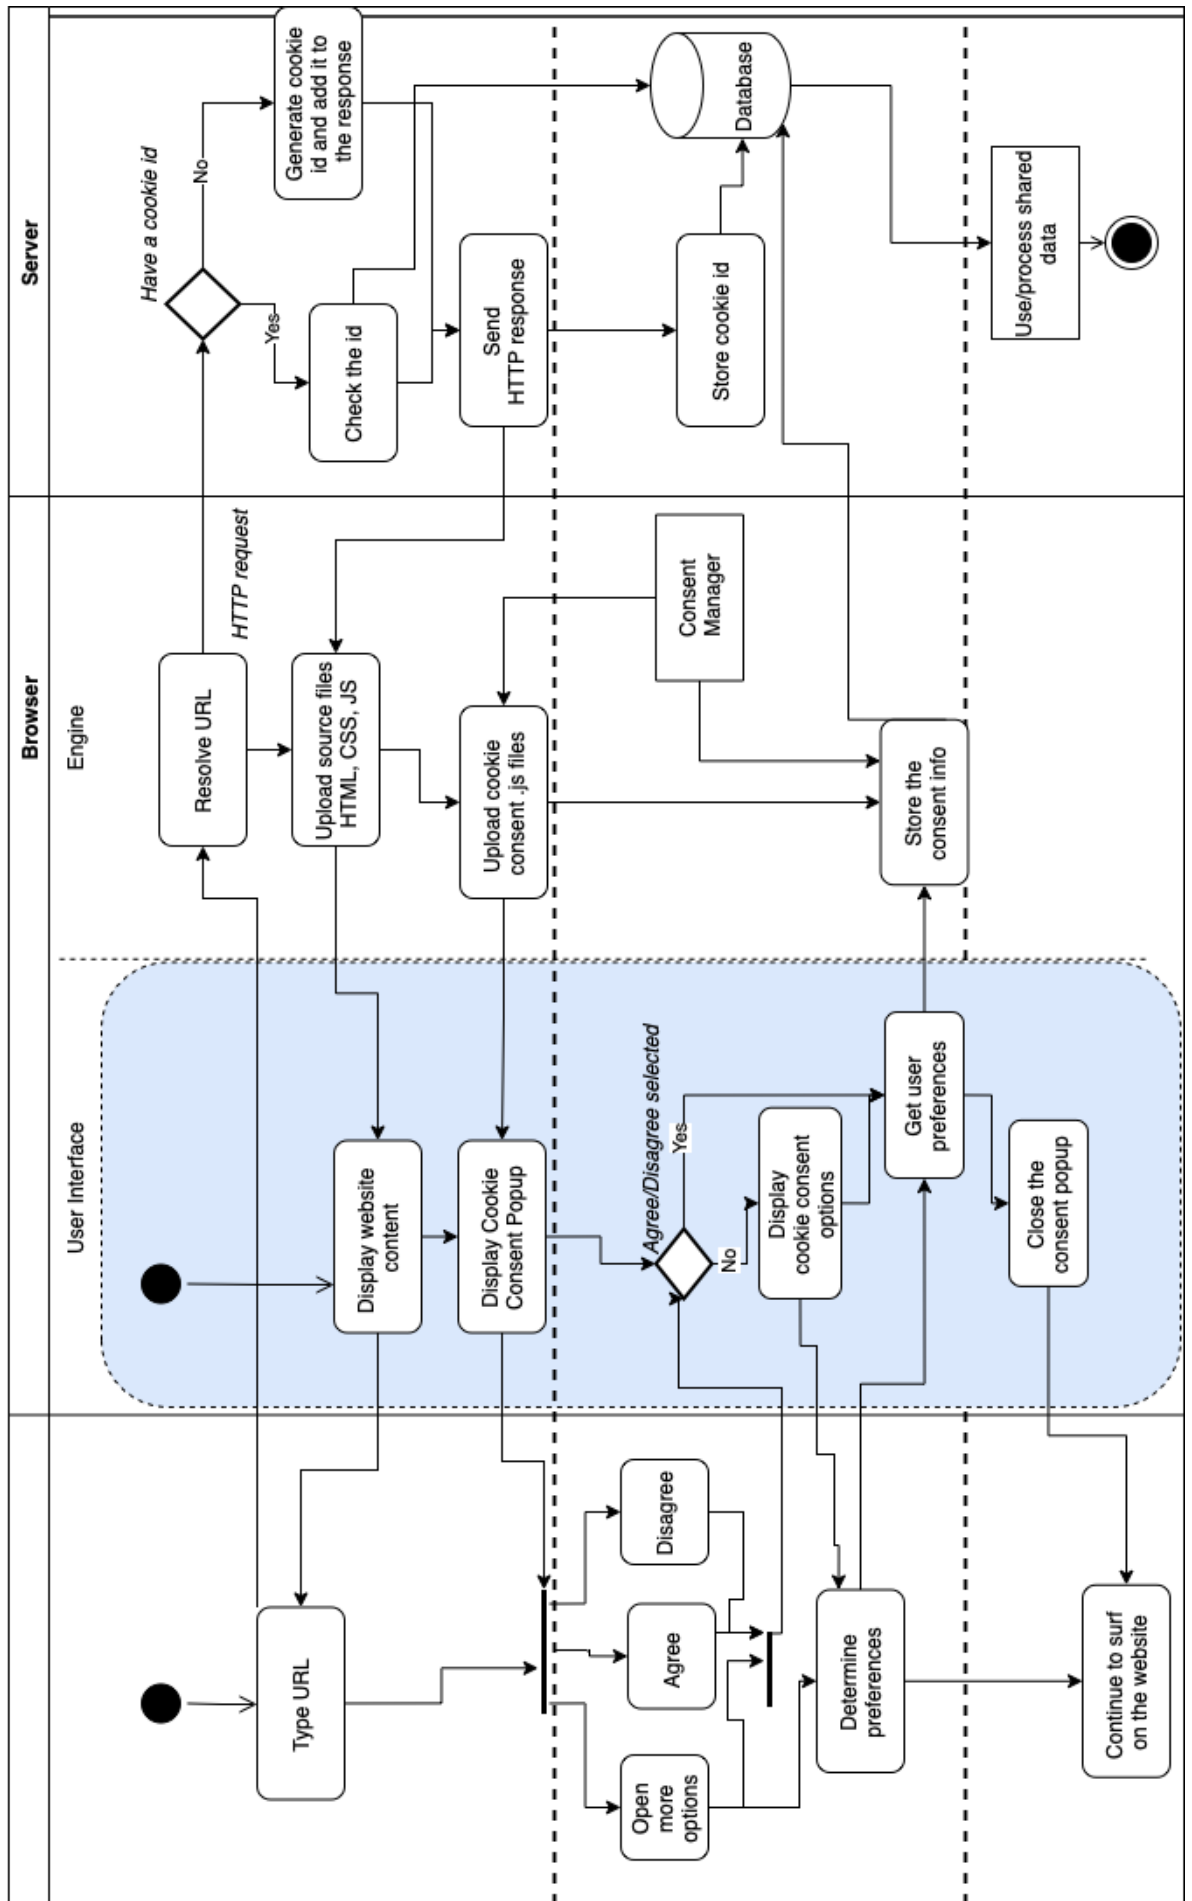 Browser
Server
User Interface
Engine
Type URL
Open
more
options
Agree
Disagree
Determine
preferences
Continue to surf
on the website
Display website
content
Display Cookie
Consent Popup
Agree/Disagree selected
Yes
No
Display
cookie consent
options
Get user
preferences
Close the
consent popup
Resolve URL
HTTP request
Upload source files
HTML, CSS, JS
Upload cookie
consent .js files
Consent
Manager
Store the
consent info
Have a cookie id
No
Yes
Generate cookie
id and add it to
the response
Check the id
Send
HTTP response
Store cookie id
Database
Use/process shared
data